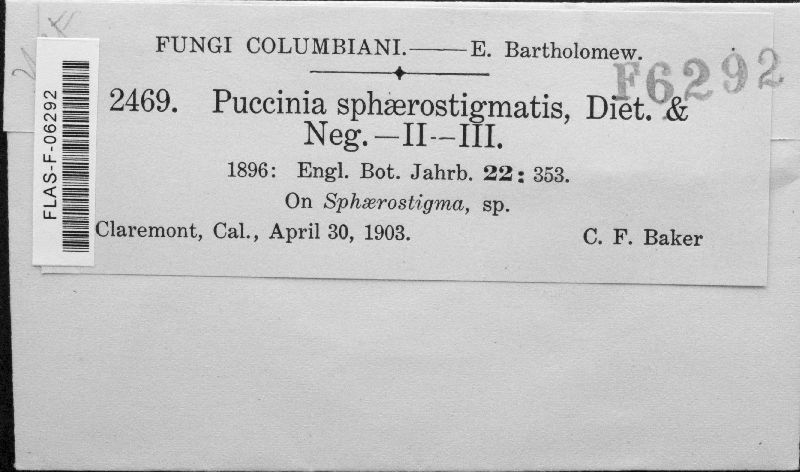 FUNGI COLUMBIANI.——E. Bartholomew.
F6292
2469. Puccinia sphærostigmatis, Diet. &
Neg.—II—III.
1896: Engl. Bot. Jahrb. 22: 353.
On Sphærostigma, sp.
Claremont, Cal., April 30, 1903. C. F. Baker
FLAS-F-06292